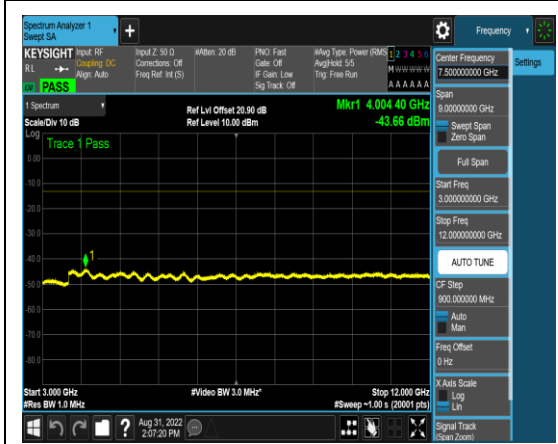 Spectrum Analyzer 1
Swept SA
+
Frequency
KEYSIGHT
Input: RF
Input Z: 50 Ω
#Atten: 20 dB
PNO: Fast
#Avg Type: Power (RMS
1 2 3 4 5 6
RL
Coupling: DC
Corrections: Off
Gate: Off
Avg|Hold: 5/5
M W W W W W
Align: Auto
Freq Ref: Int (S)
IF Gain: Low
Trig: Free Run
Sig Track: Off
A A A A A A
PASS
1 Spectrum
Ref Lvl Offset 20.90 dB
Mkr1 4.004 40 GHz
Scale/Div 10 dB
Ref Level 10.00 dBm
-43.66 dBm
Log
Trace 1 Pass
0.00
-10.0
-20.0
-30.0
-40.0
1
-50.0
-60.0
-70.0
-80.0
Start 3.000 GHz
#Video BW 3.0 MHz*
Stop 12.000 GHz
#Res BW 1.0 MHz
#Sweep ~1.00 s (20001 pts)
Aug 31, 2022
2:07:20 PM
Center Frequency
7.500000000 GHz
Settings
Span
9.00000000 GHz
Swept Span
Zero Span
Full Span
Start Freq
3.000000000 GHz
Stop Freq
12.000000000 GHz
AUTO TUNE
CF Step
900.000000 MHz
Auto
Man
Freq Offset
0 Hz
X Axis Scale
Log
Lin
Signal Track
(Span Zoom)